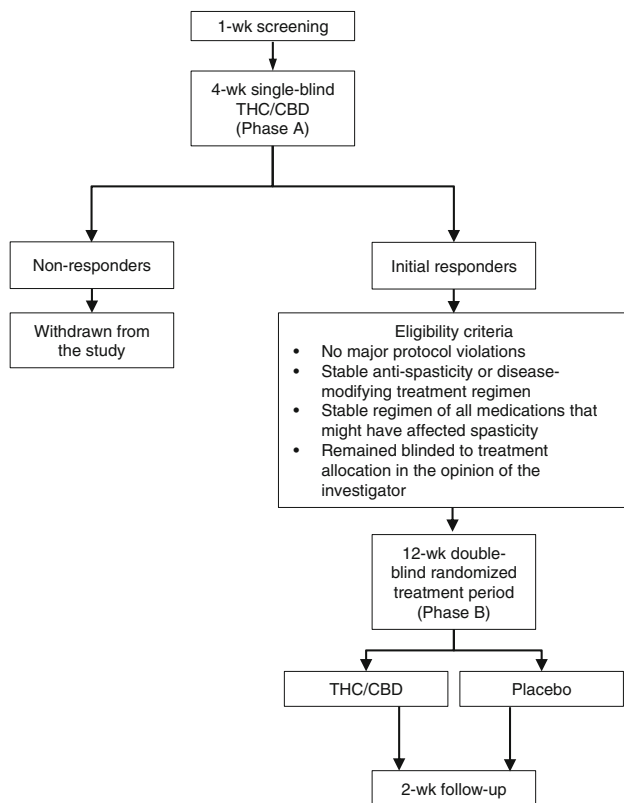 1-wk screening
4-wk single-blind
THC/CBD
(Phase A)
Non-responders
Initial responders
Withdrawn from
the study
Eligibility criteria
• No major protocol violations
• Stable anti-spasticity or disease-
modifying treatment regimen
• Stable regimen of all medications that
might have affected spasticity
• Remained blinded to treatment
allocation in the opinion of the
investigator
12-wk double-
blind randomized
treatment period
(Phase B)
THC/CBD
Placebo
2-wk follow-up